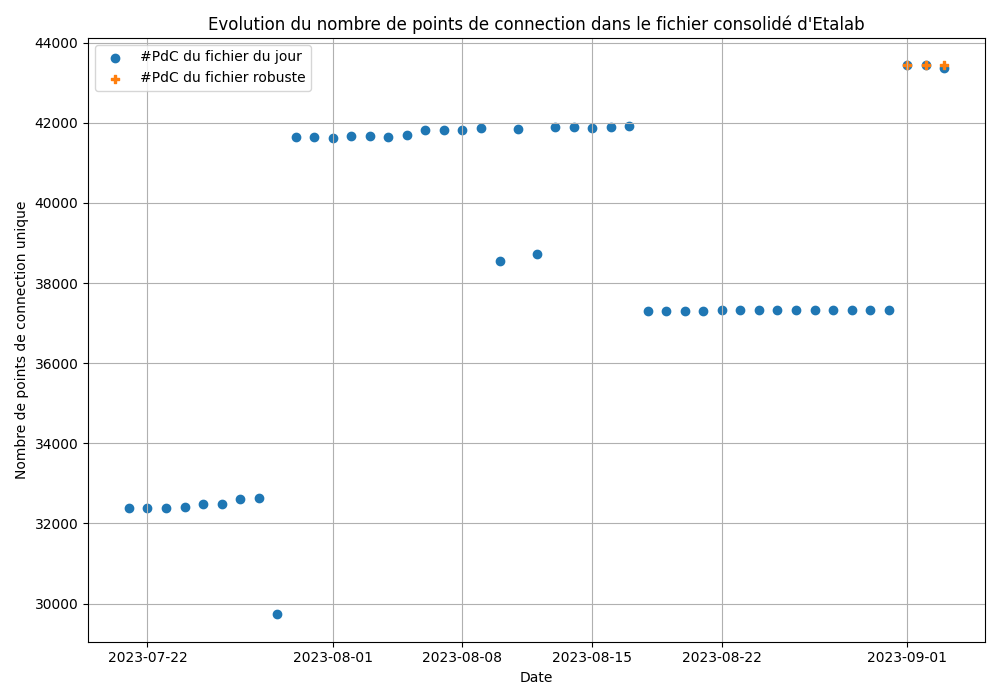 Evolution du nombre de points de connection dans le fichier consolidé d'Etalab
#PdC du fichier du jour
#PdC du fichier robuste
Nombre de points de connection unique
44000
42000
40000
38000
36000
34000
32000
30000
2023-07-22
2023-08-01
2023-08-08
2023-08-15
2023-08-22
2023-09-01
Date